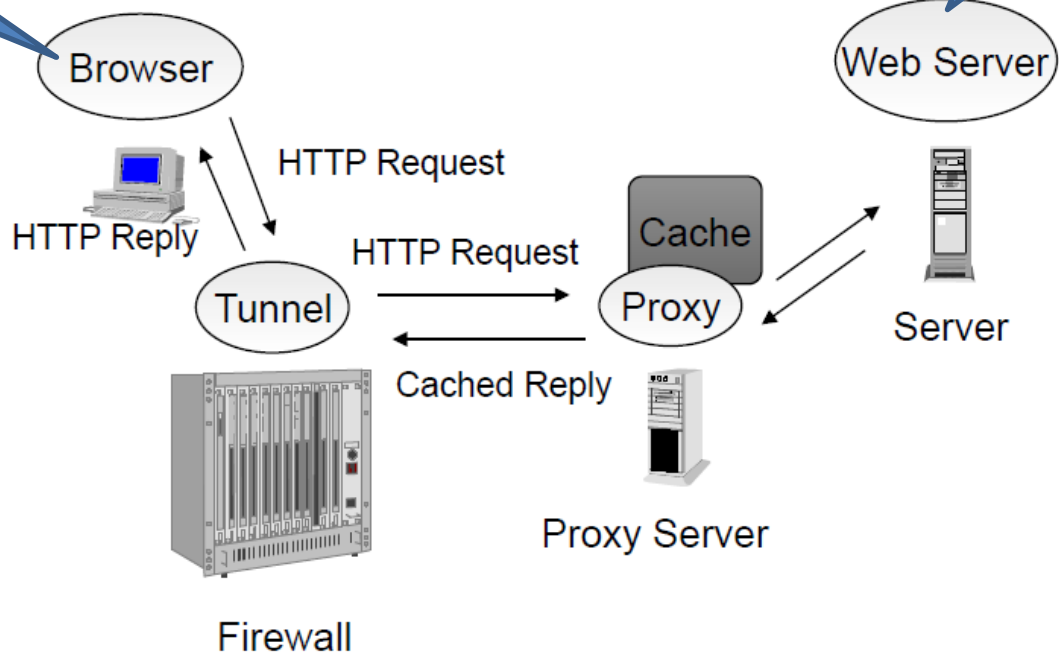 Browser
Web Server
HTTP Request
HTTP Reply
HTTP Request
Cache
Tunnel
Proxy
Server
Cached Reply
Proxy Server
Firewall